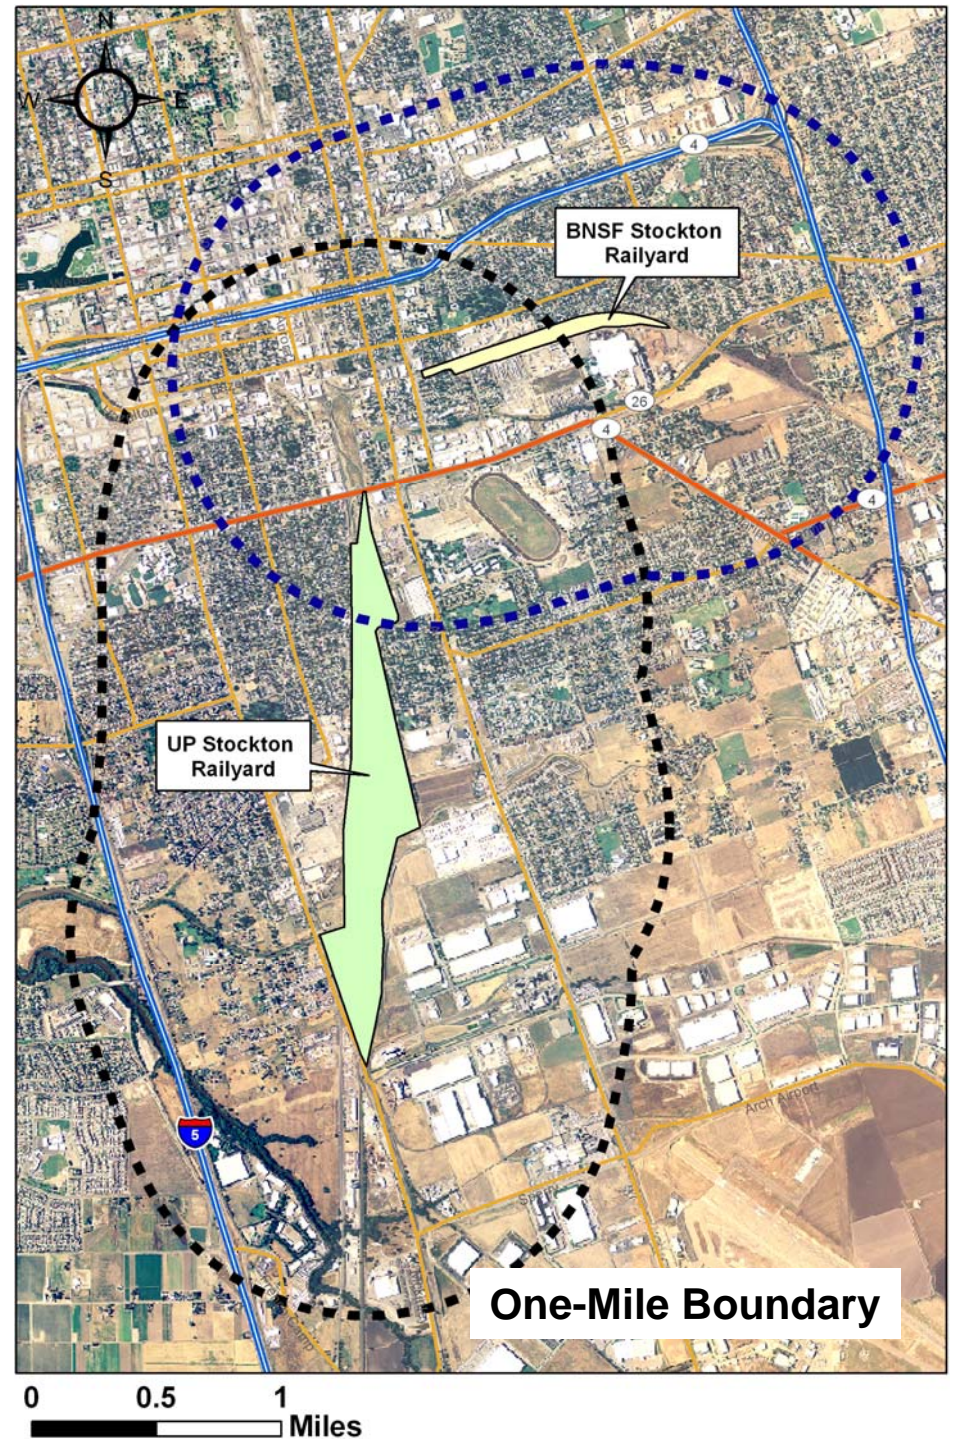 N
W
E
S
4
BNSF Stockton
Railyard
26
4
4
UP Stockton
Railyard
Arch Airport
5
One-Mile Boundary
0
0.5
1
Miles